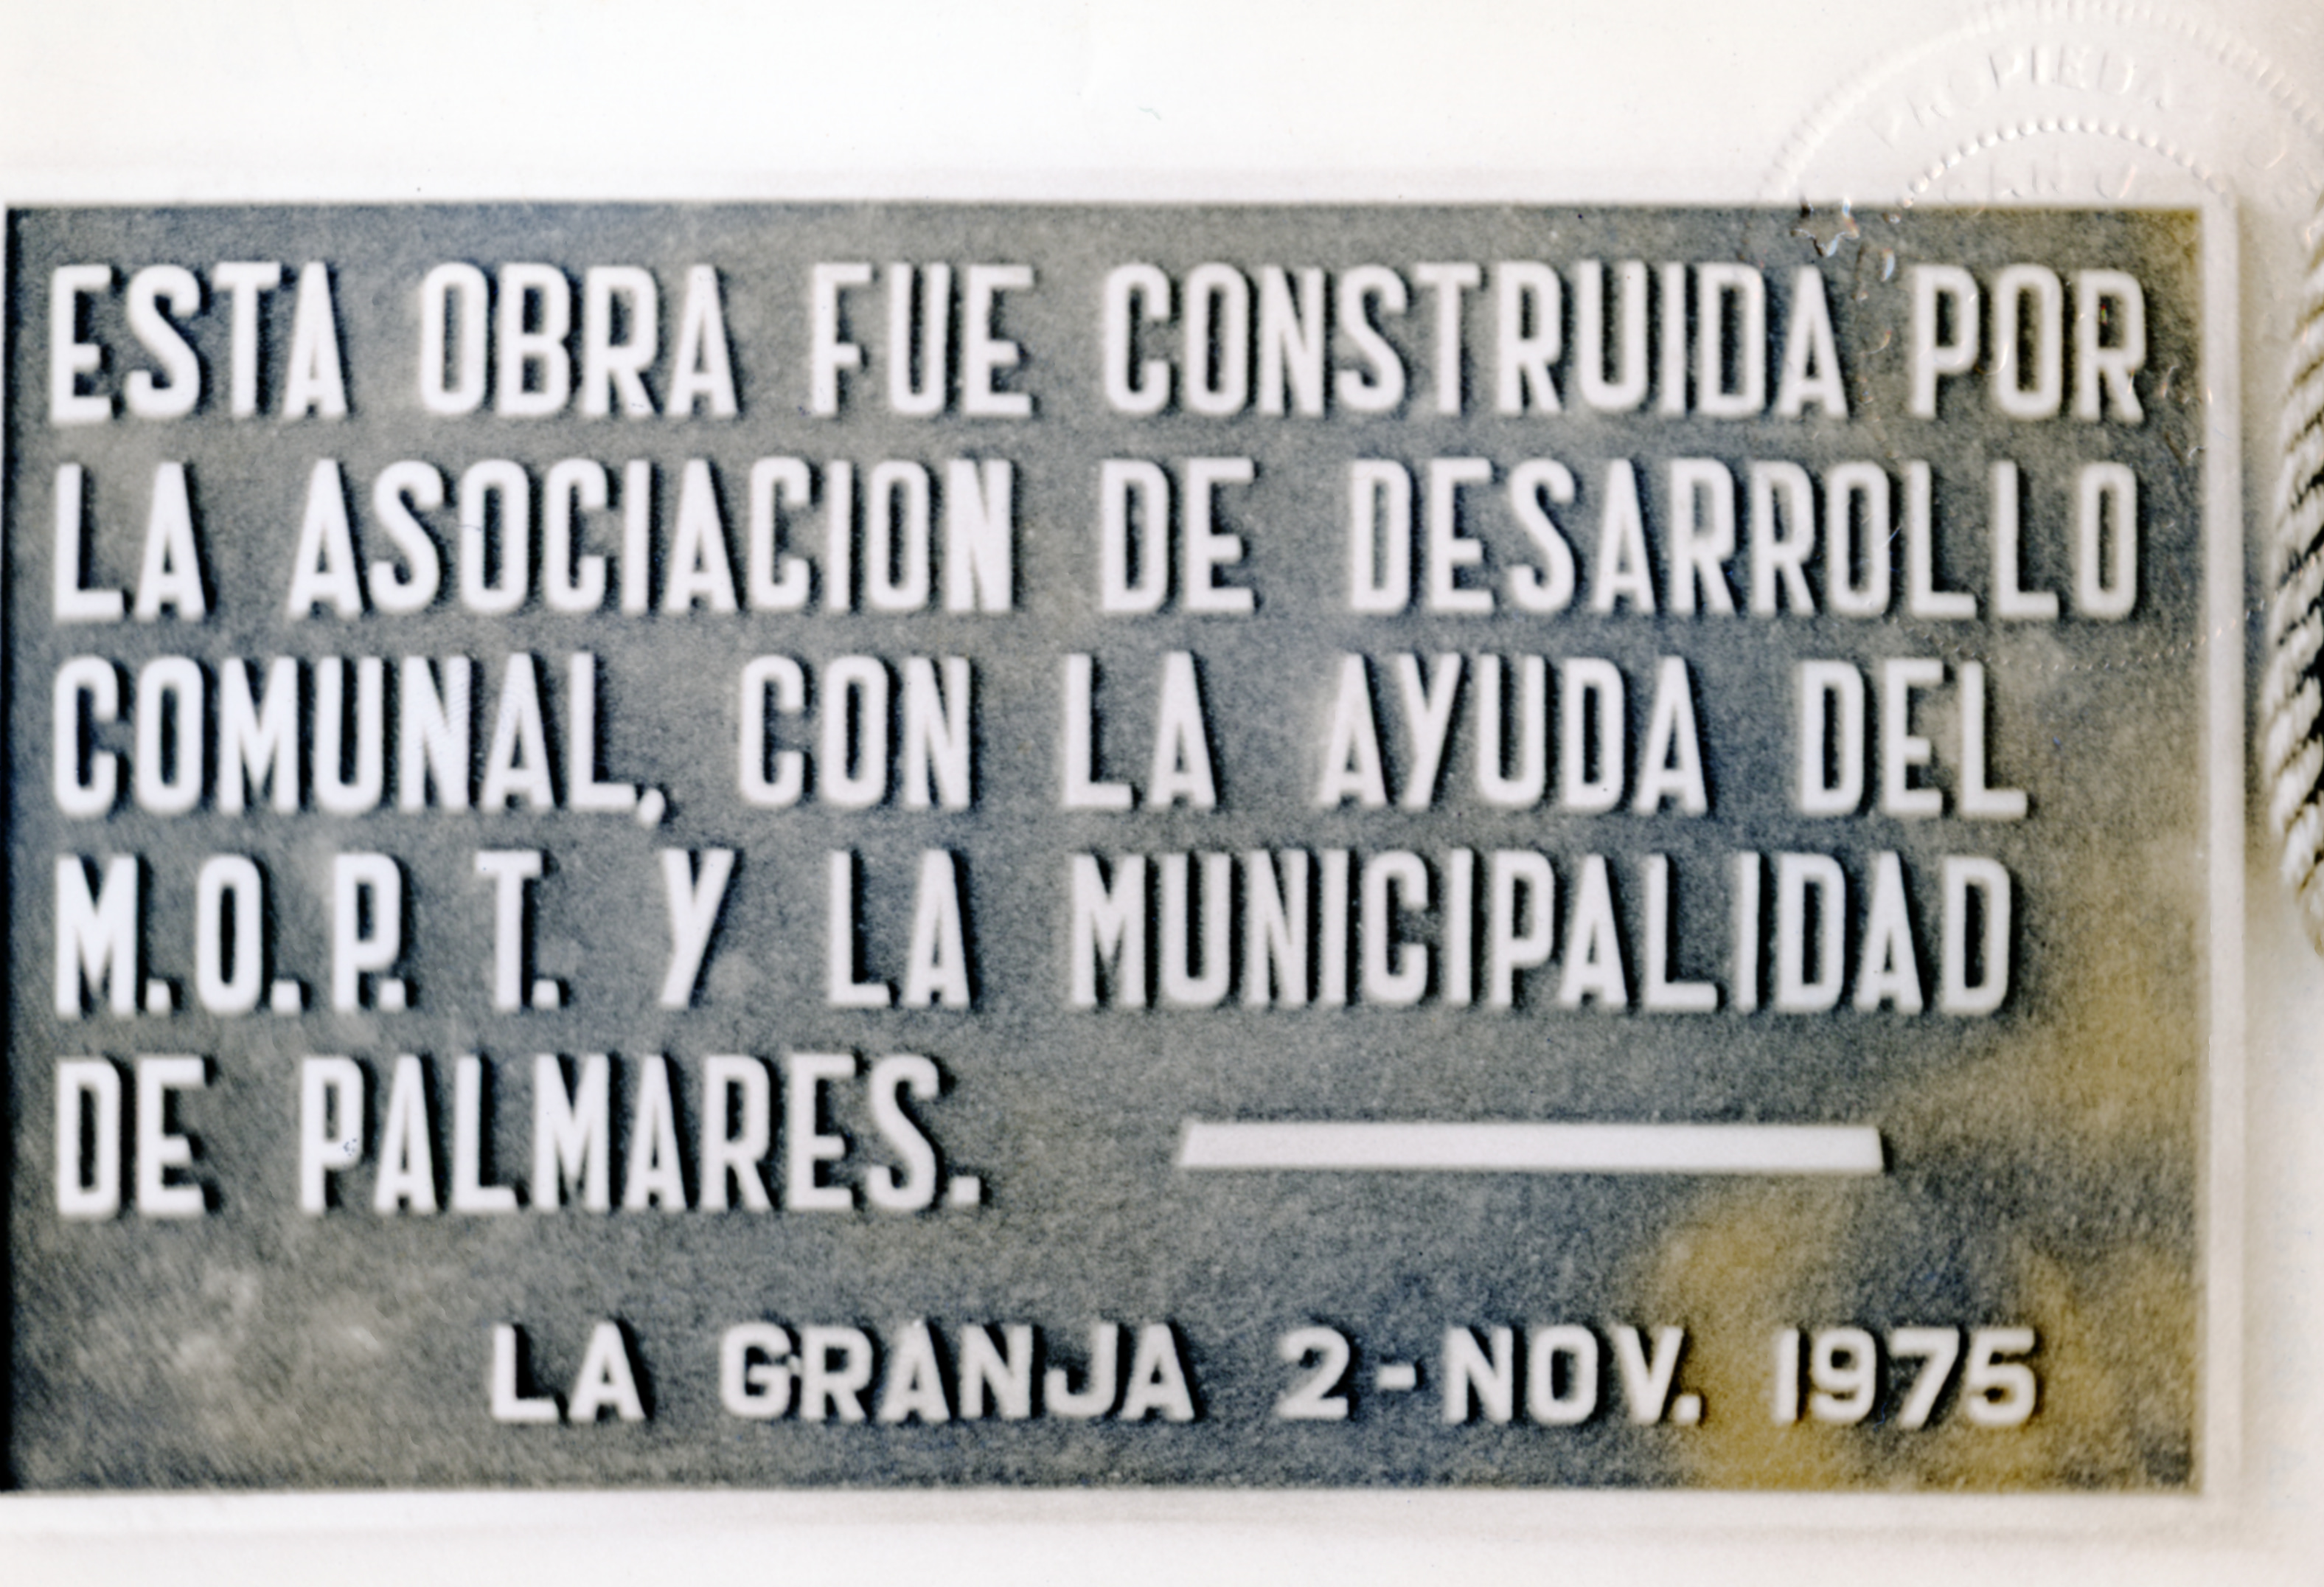 PROPIEDA
ESTA OBRA FUE CONSTRUIDA POR
LA ASOCIACION DE DESARROLLO
COMUNAL, CON LA AYUDA DEL
M.O.P.T. Y LA MUNICIPALIDAD
DE PALMARES.
LA GRANJA 2-NOV. 1975